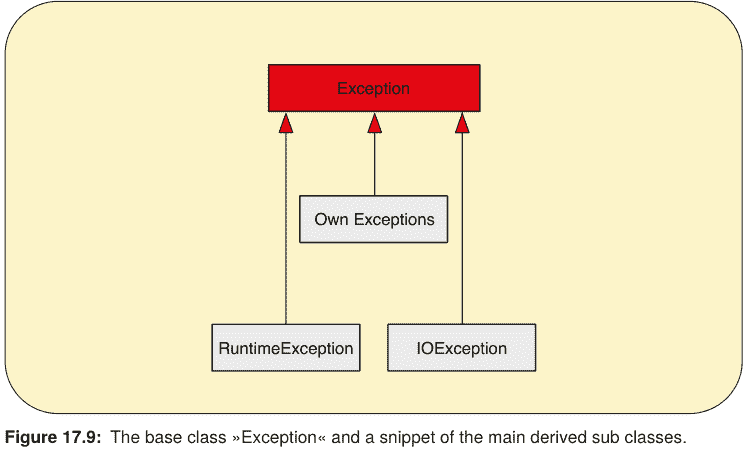 Exception
Own Exceptions
RuntimeException
IOException
Figure 17.9: The base class »Exception« and a snippet of the main derived sub classes.